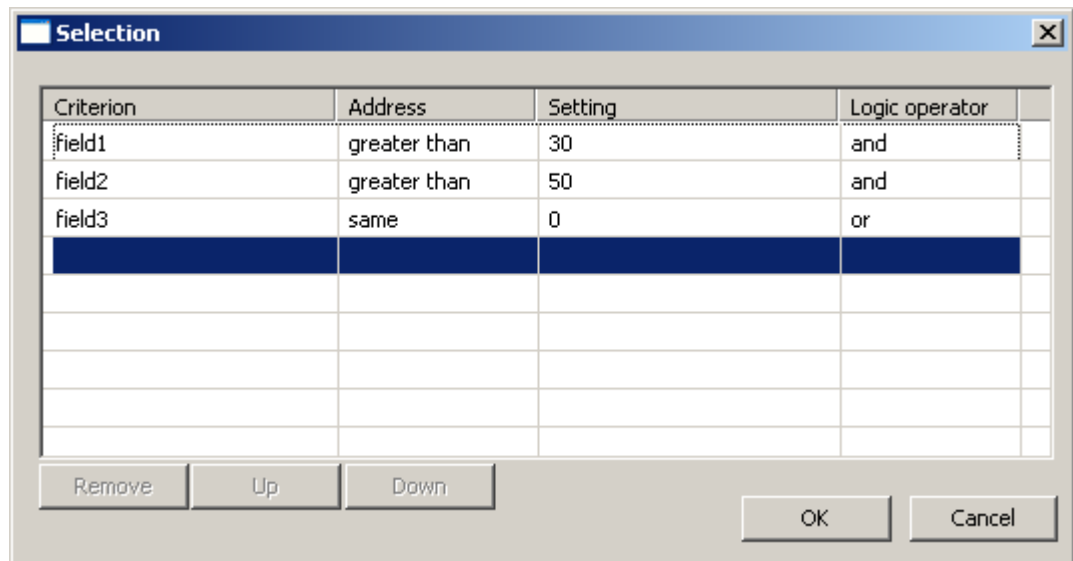 Selection
Criterion Address Setting Logic operator
field1 greater than 30 and
field2 greater than 50 and
field3 same 0 or
Remove Up Down
OK Cancel